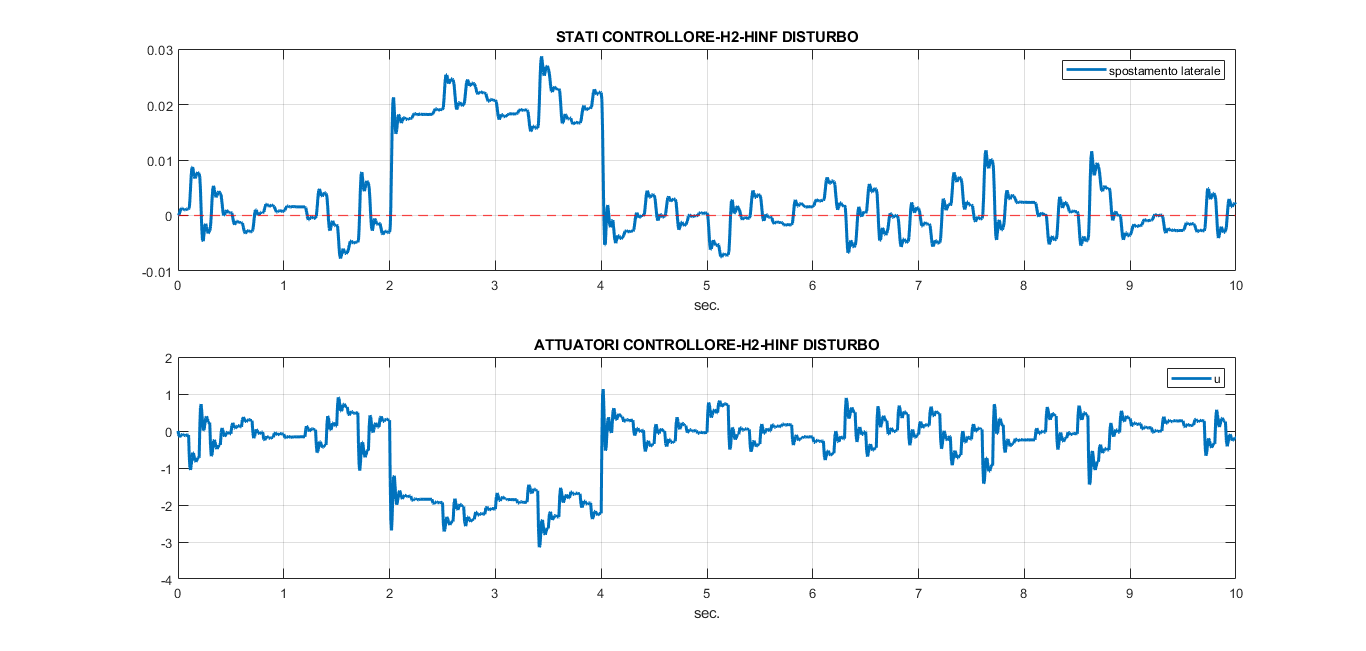 STATI CONTROLLORE-H2-HINF DISTURBO
0.03
0.02
0.01
0
-0.01
spostamento laterale
0 1 2 3 4 5 6 7 8 9 10
sec.
ATTUATORI CONTROLLORE-H2-HINF DISTURBO
2
1
0
-1
-2
-3
-4
u
0 1 2 3 4 5 6 7 8 9 10
sec.